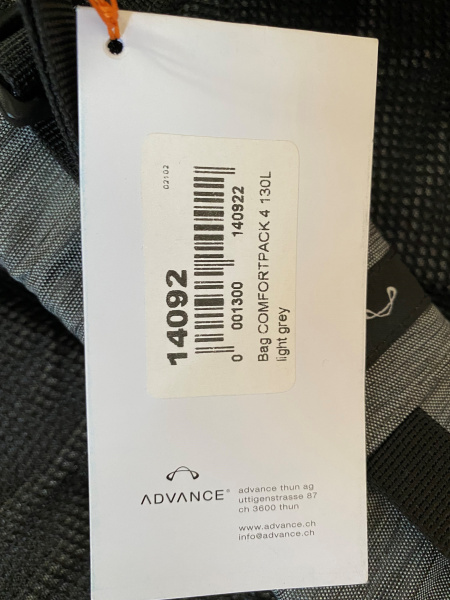 02102
14092
0 001300 140922
Bag COMFORTPACK 4 130L
light grey
ADVANCE®
advance thun ag
uttigenstrasse 87
ch 3600 thun
www.advance.ch
info@advance.ch